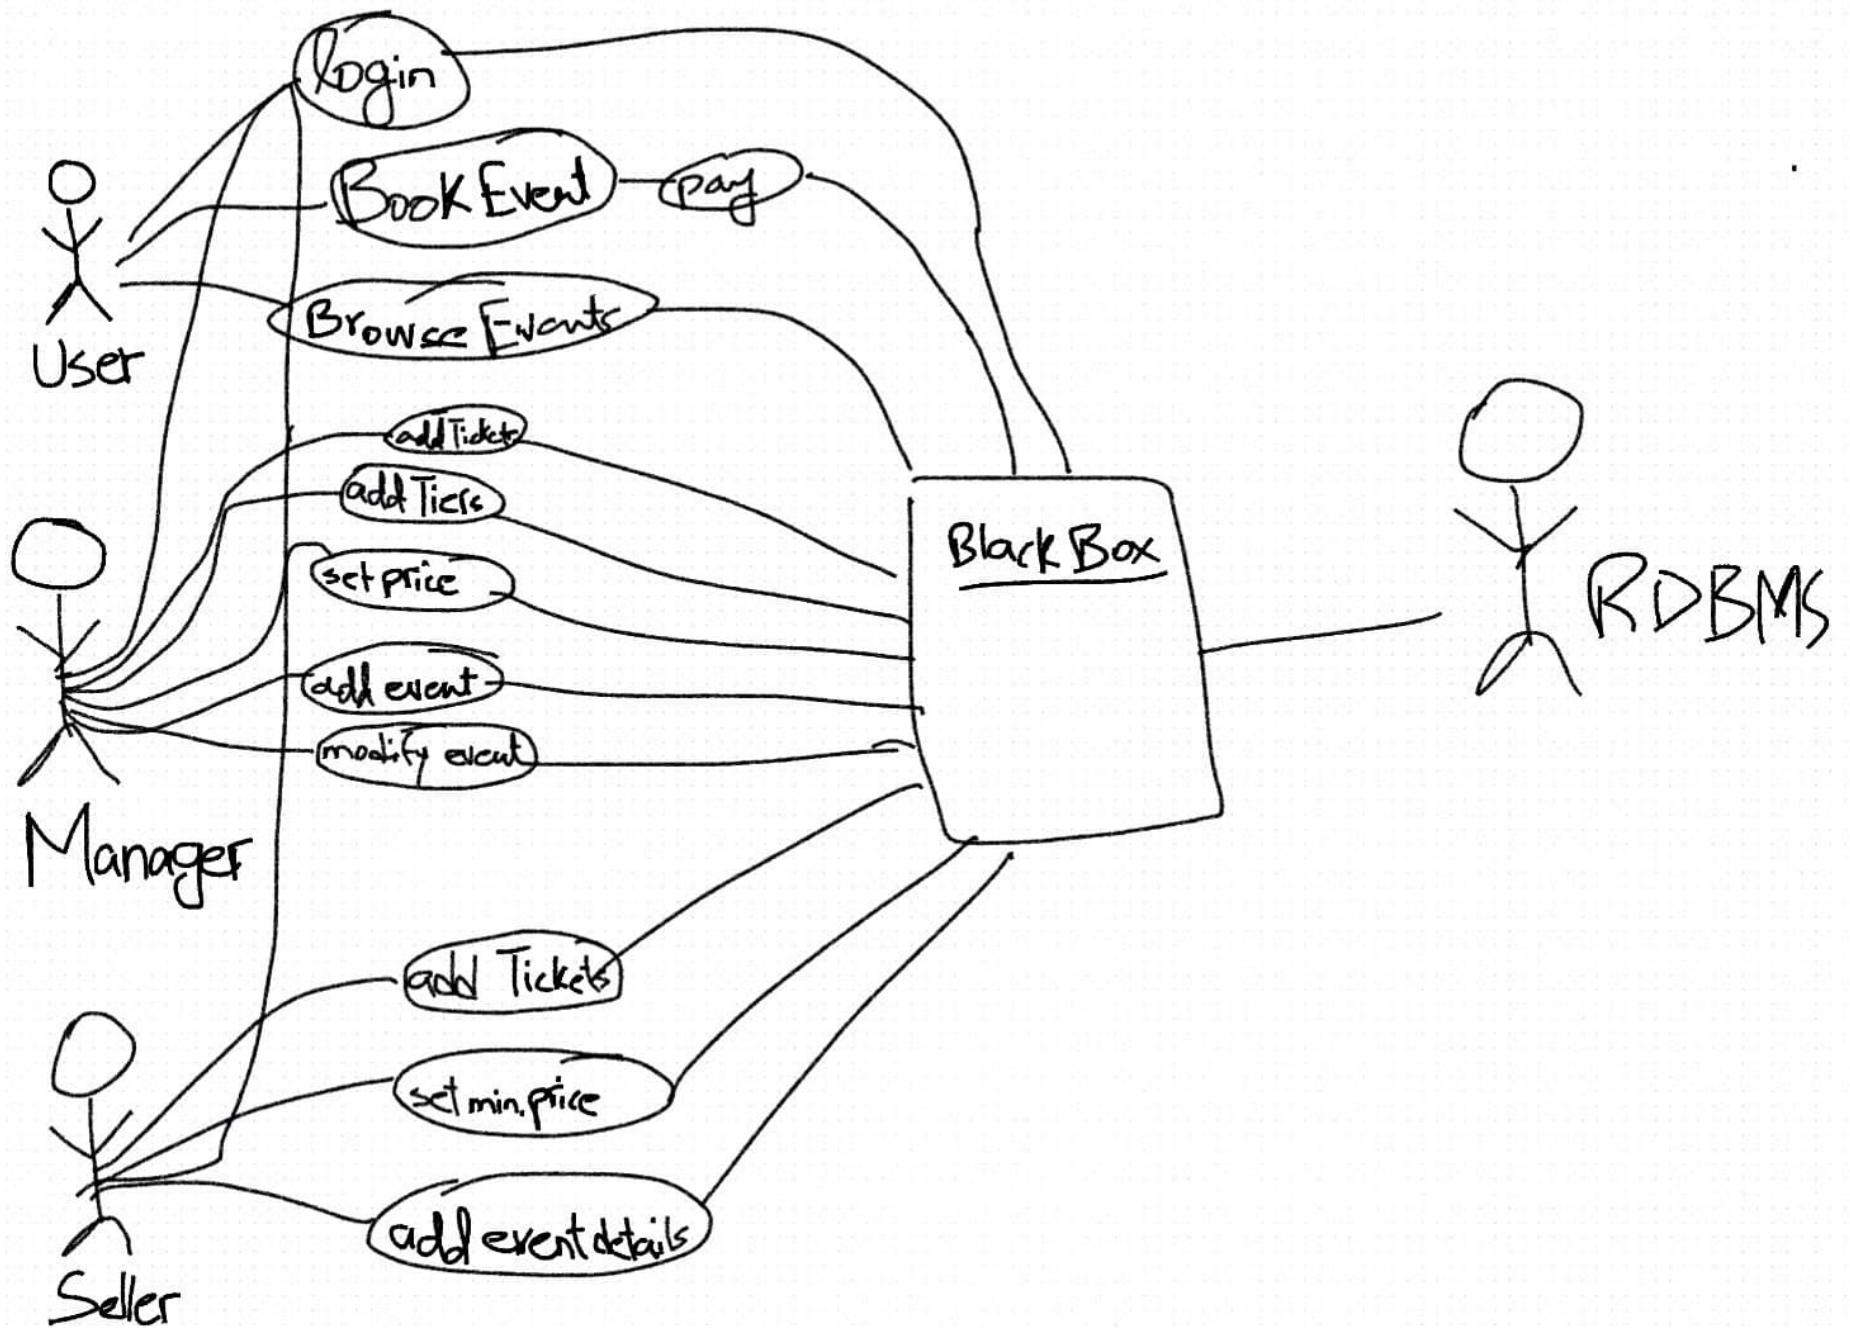 login
Book Event
pay
Browse Events
User
add Tickets
add Tiers
set price
Black Box
RDBMS
add event
modify event
Manager
add Tickets
set min. price
add event details
Seller